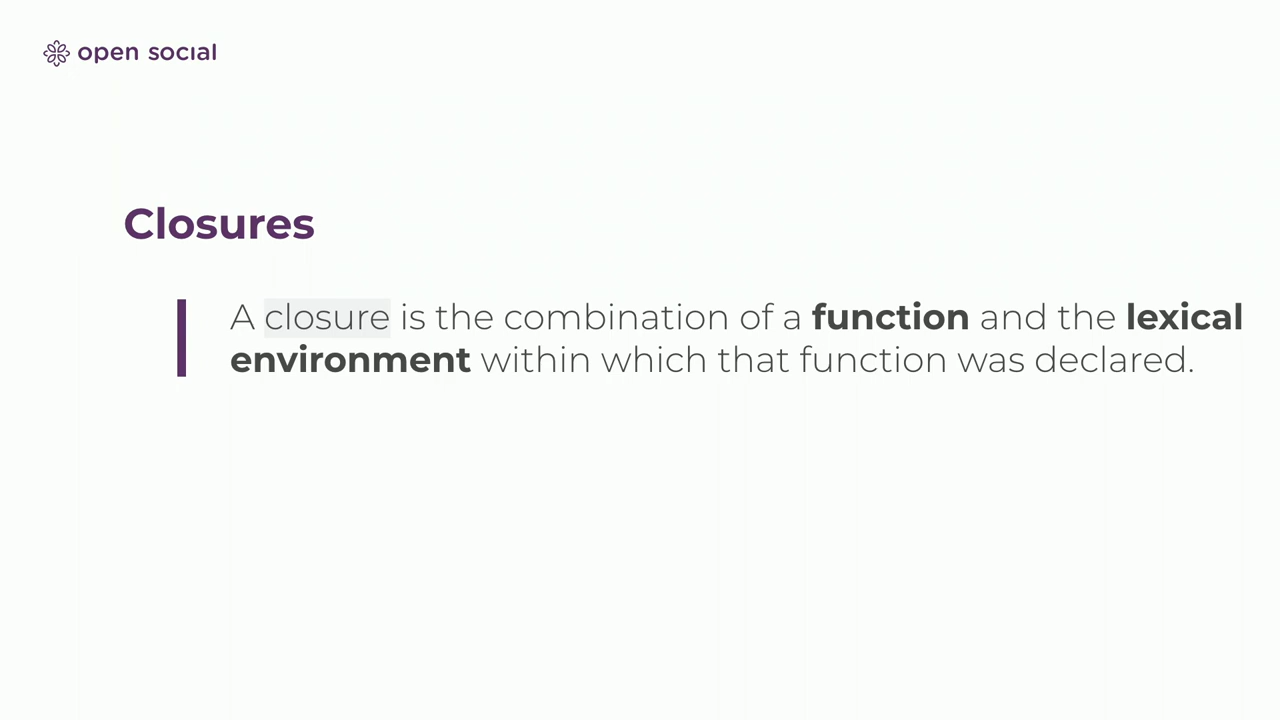 open social
Closures
A closure is the combination of a function and the lexical
environment within which that function was declared.